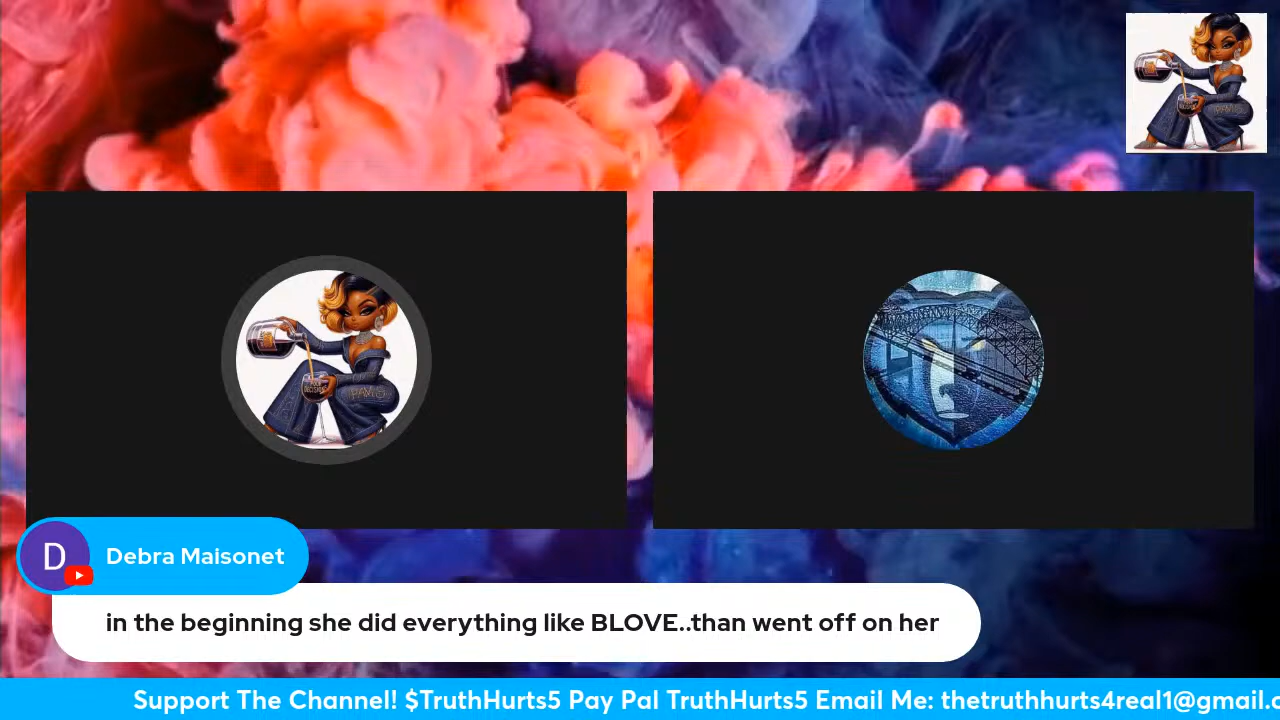 D
Debra Maisonet
in the beginning she did everything like BLOVE..than went off on her
Support The Channel! $TruthHurts5 Pay Pal TruthHurts5 Email Me: thetruthhurts4real1@gmail.c